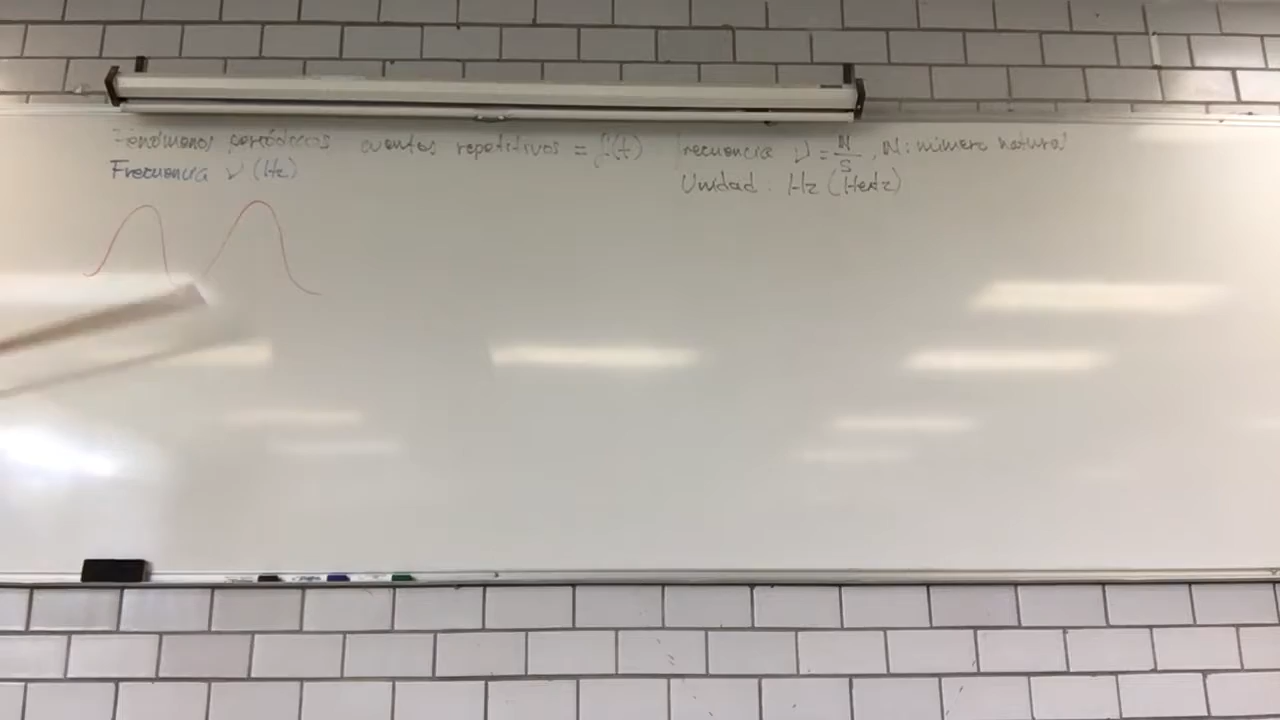 Fenómenos periódicos eventos repetitivos = f(t)
Frecuencia ν (Hz)
Frecuencia ν = N/S , N: número natural
Unidad: Hz (Hertz)